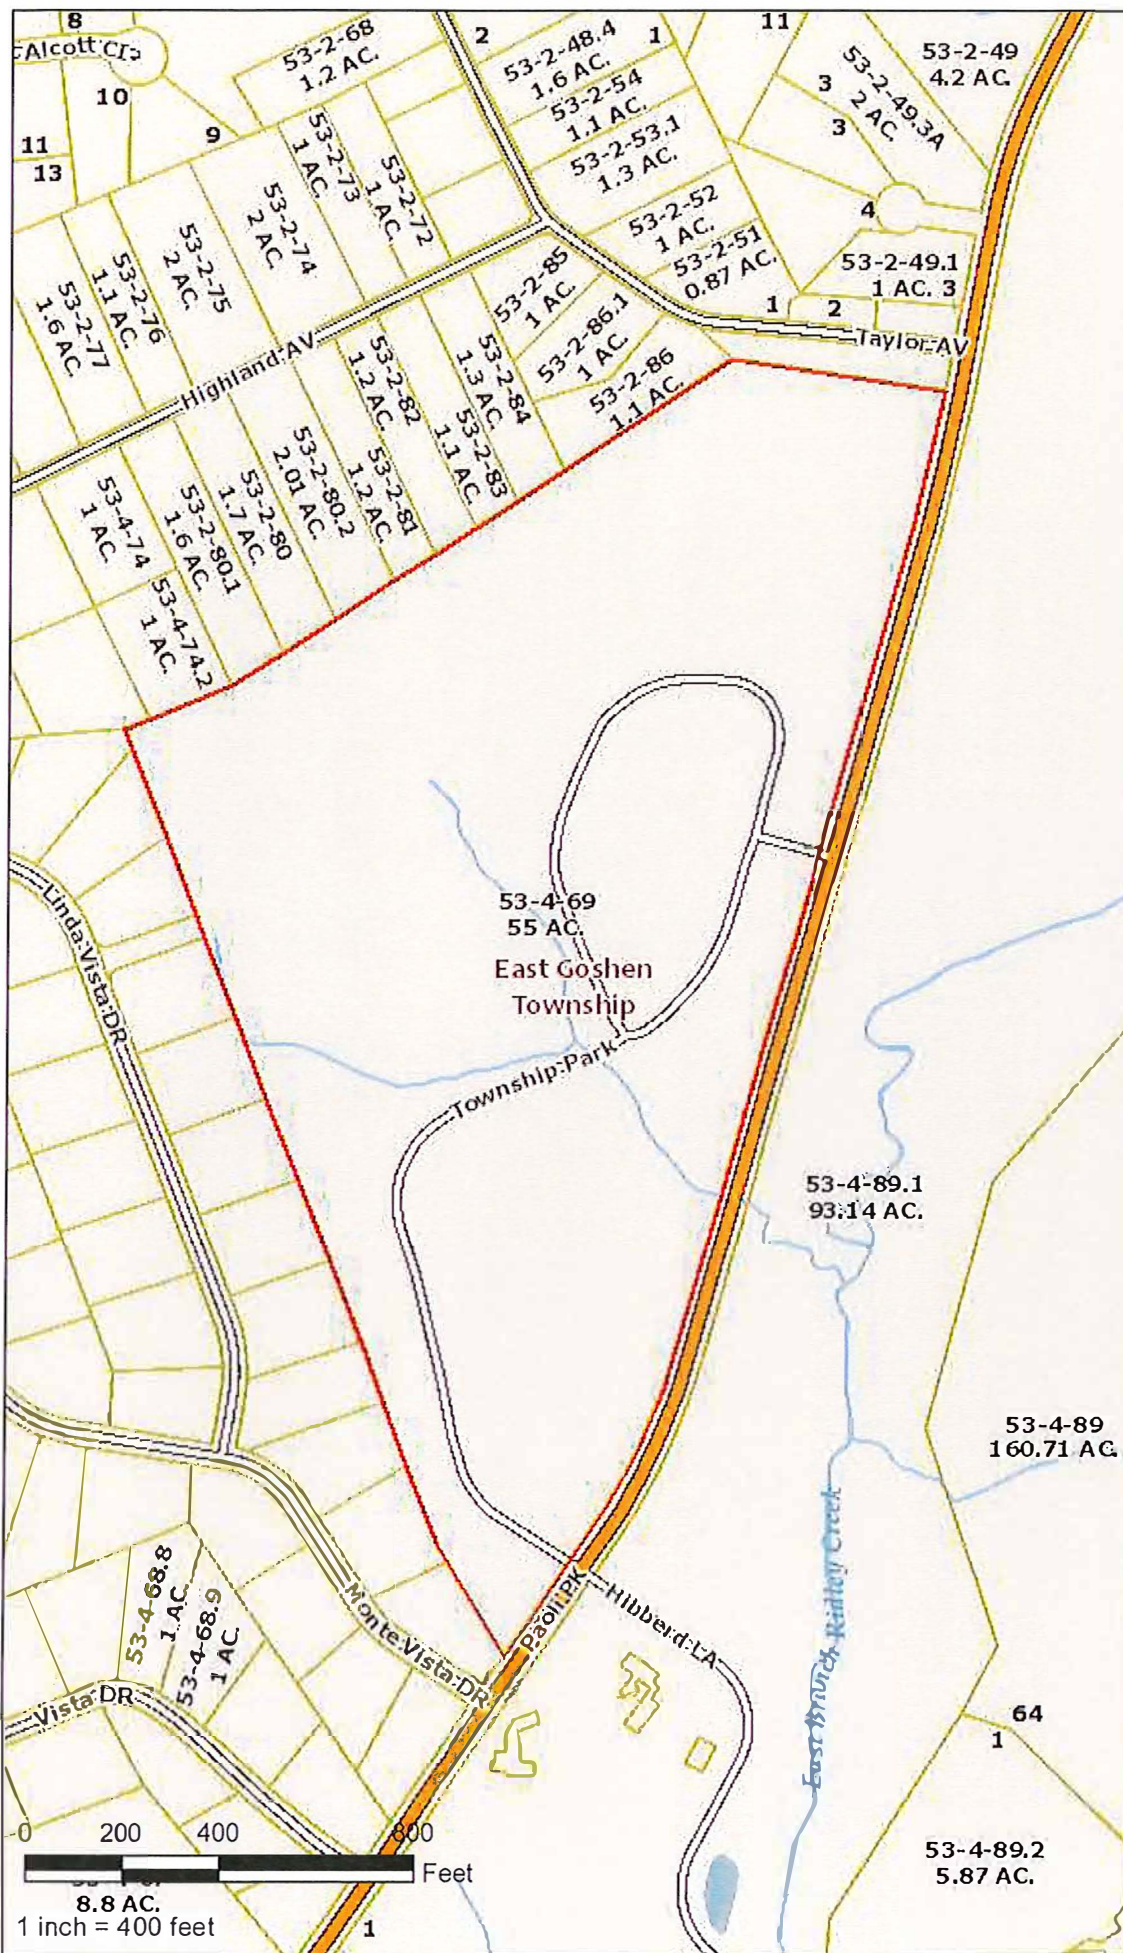 8
Alcott CI
10
11
13
9
53-2-68
1.2 AC.
2
53-2-48.4
1.6 AC.
1
11
53-2-54
1.1 AC.
53-2-53.1
1.3 AC.
3
3
53-2-49.3A
2 AC.
53-2-49
4.2 AC.
53-2-73
1 AC.
53-2-72
1 AC.
53-2-74
2 AC.
53-2-75
2 AC.
53-2-76
1.1 AC.
53-2-77
1.6 AC.
53-2-52
1 AC.
53-2-51
0.87 AC.
4
53-2-49.1
1 AC. 3
1
2
53-2-85
1 AC.
53-2-86.1
1 AC.
53-2-86
1.1 AC.
Taylor AV
Highland AV
53-2-82
1.2 AC.
53-2-84
1.3 AC.
53-2-83
1.1 AC.
53-2-81
1.2 AC.
53-2-80.2
2.01 AC.
53-2-80
1.7 AC.
53-2-80.1
1.6 AC.
53-4-74
1 AC.
53-4-74.2
1 AC.
53-4-69
55 AC.
East Goshen
Township
Linda Vista DR
Township Park
53-4-89.1
93.14 AC.
53-4-89
160.71 AC.
East Branch Ridley Creek
53-4-68.8
1 AC.
53-4-68.9
1 AC.
Monte Vista DR
Paoli PK
Hibberd LA
Vista DR
64
1
53-4-89.2
5.87 AC.
0 200 400 800
Feet
8.8 AC.
1 inch = 400 feet
1